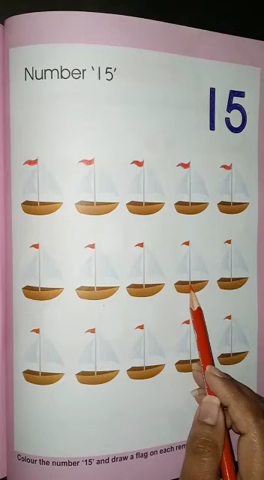 Number ‘15’
15
Colour the number ‘15’ and draw a flag on each